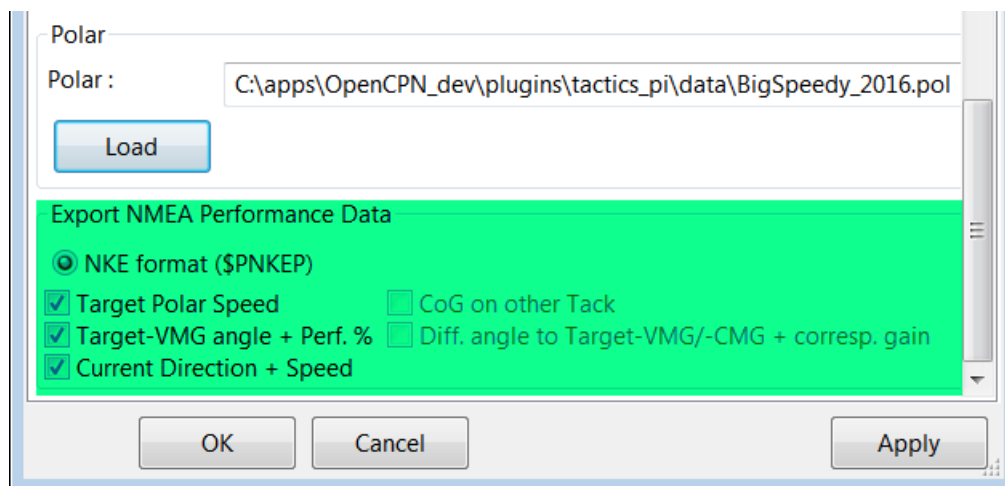 Polar
Polar :
C:\apps\OpenCPN_dev\plugins\tactics_pi\data\BigSpeedy_2016.pol
Load
Export NMEA Performance Data
NKE format ($PNKEP)
Target Polar Speed
CoG on other Tack
Target-VMG angle + Perf. %
Diff. angle to Target-VMG/-CMG + corresp. gain
Current Direction + Speed
OK
Cancel
Apply